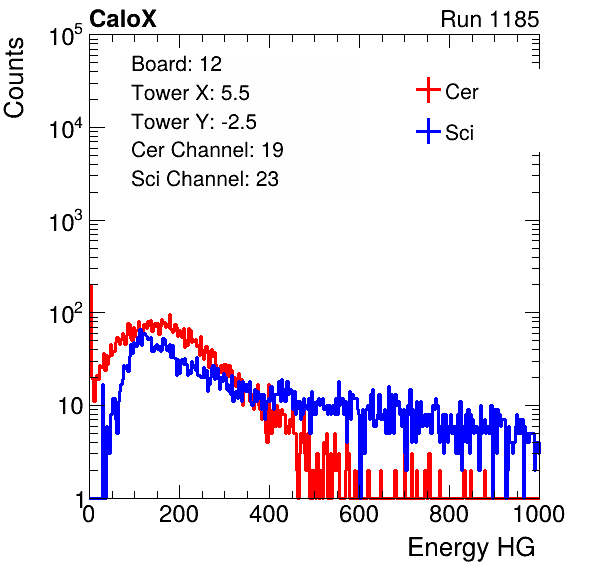 CaloX Run 1185
Counts
10^5
10^4
10^3
10^2
10
1
Board: 12
Tower X: 5.5
Tower Y: -2.5
Cer Channel: 19
Sci Channel: 23
Cer
Sci
0 200 400 600 800 1000
Energy HG